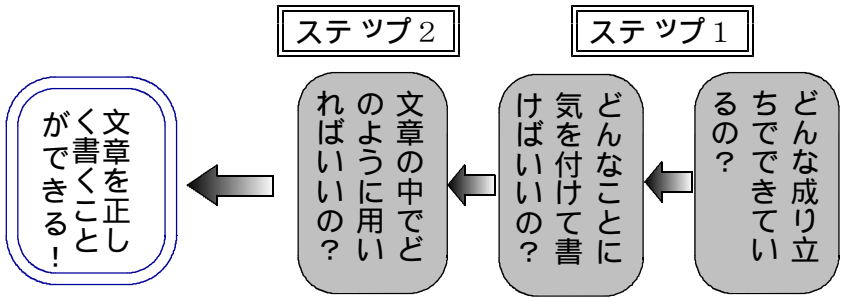 ステップ１
ステップ２
どんな成り立
ちでできてい
るの？
どんなことに
気を付けて書
けばいいの？
文章の中でど
のように用い
ればいいの？
文章を正し
く書くこと
ができる！